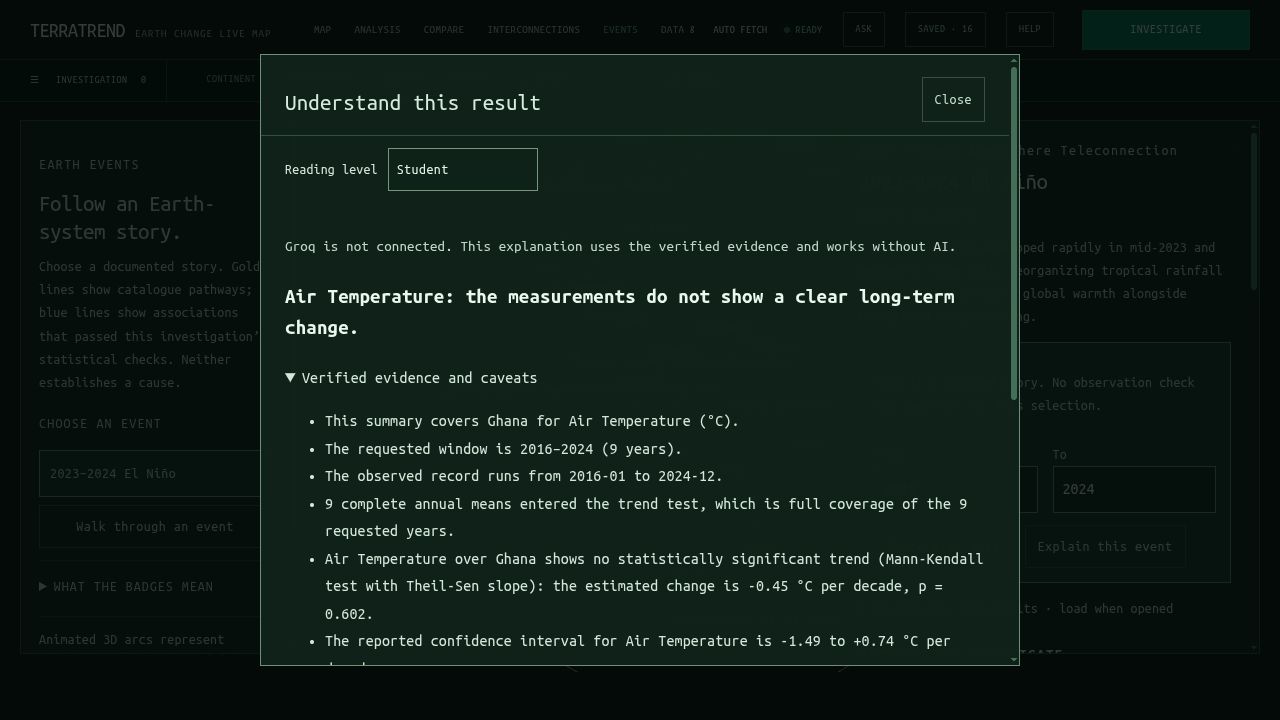 TERRATREND EARTH CHANGE LIVE MAP MAP ANALYSIS COMPARE INTERCONNECTIONS EVENTS DATA & AUTO FETCH READY ASK SAVED · 16 HELP INVESTIGATE
☰ INVESTIGATION 0 CONTINENT
Understand this result
Close
Reading level Student
Groq is not connected. This explanation uses the verified evidence and works without AI.
Air Temperature: the measurements do not show a clear long-term
change.
▼ Verified evidence and caveats
• This summary covers Ghana for Air Temperature (°C).
• The requested window is 2016–2024 (9 years).
• The observed record runs from 2016-01 to 2024-12.
• 9 complete annual means entered the trend test, which is full coverage of the 9
requested years.
• Air Temperature over Ghana shows no statistically significant trend (Mann-Kendall
test with Theil-Sen slope): the estimated change is -0.45 °C per decade, p =
0.602.
• The reported confidence interval for Air Temperature is -1.49 to +0.74 °C per
EARTH EVENTS
Follow an Earth-
system story.
Choose a documented story. Gold
lines show catalogue pathways;
blue lines show associations
that passed this investigation'
statistical checks. Neither
establishes a cause.
CHOOSE AN EVENT
2023–2024 El Niño
Walk through an event
▶ WHAT THE BADGES MEAN
Animated 3D arcs represent
Teleconnection
rapidly in mid-2023 and
tropical rainfall
global warmth alongside
No observation check
selection.
To
2024
Explain this event
· load when opened